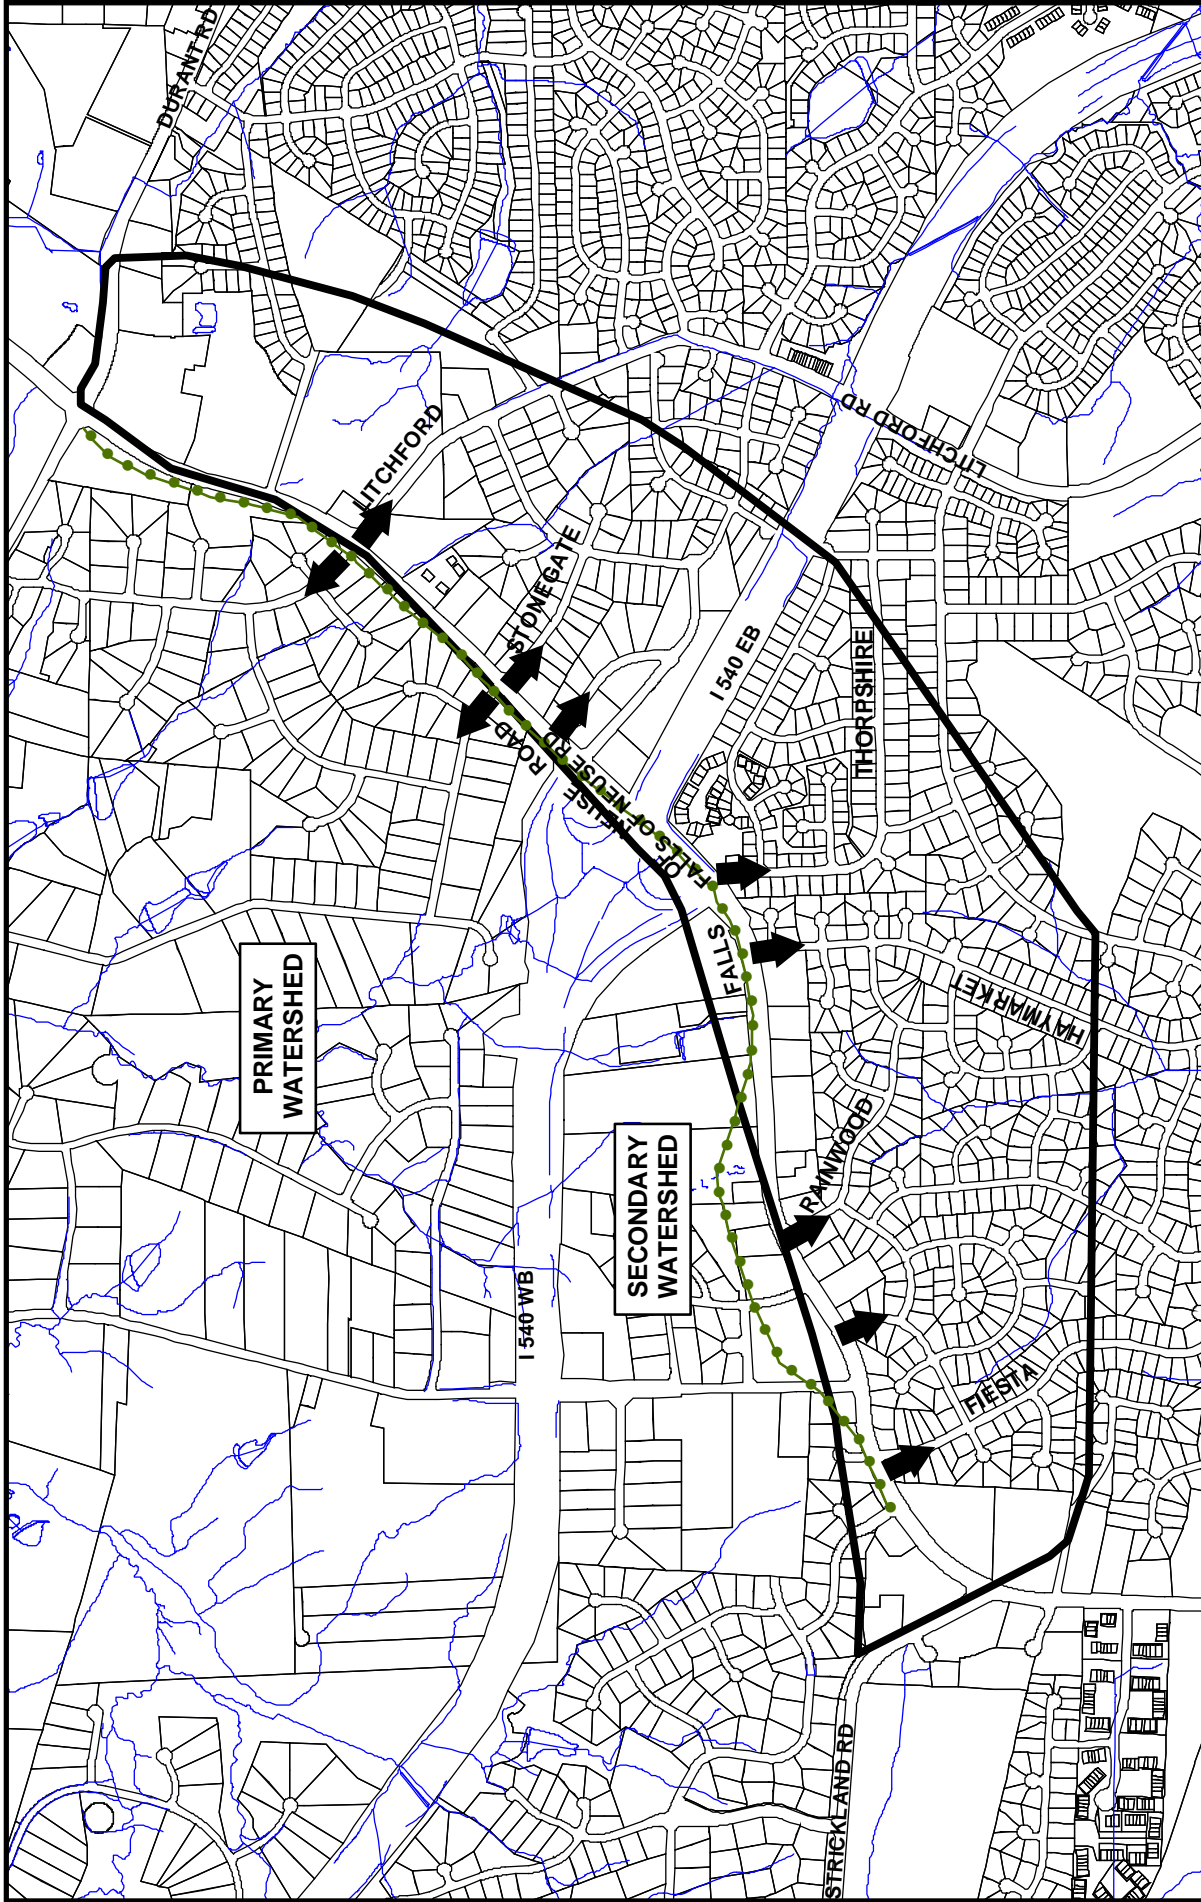 DURANT RD
LITCHFORD
STONEGATE
LITCHFORD RD
I 540 EB
THORPSHIRE
FALLS
OF
NEUSE
ROAD
FALLS OF NEUSE RD
HAYMARKET
PRIMARY
WATERSHED
SECONDARY
WATERSHED
RAINWOOD
I 540 WB
FIESTA
STRICKLAND RD